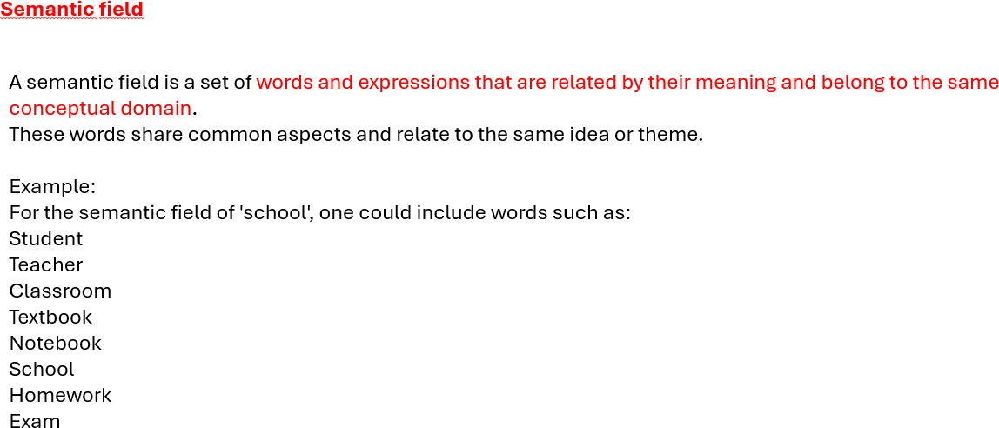 Semantic field
A semantic field is a set of words and expressions that are related by their meaning and belong to the same
conceptual domain.
These words share common aspects and relate to the same idea or theme.
Example:
For the semantic field of 'school', one could include words such as:
Student
Teacher
Classroom
Textbook
Notebook
School
Homework
Exam